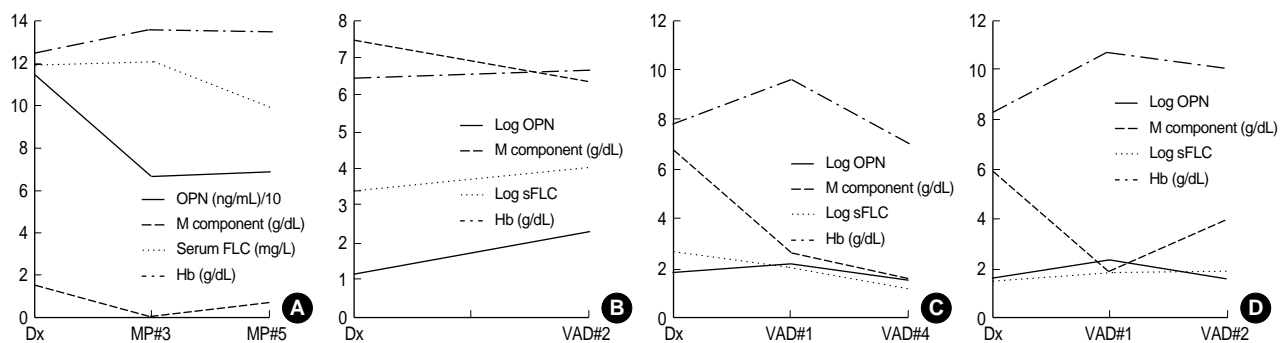 14
12
10
8
6
4
2
0
OPN (ng/mL)/10
M component (g/dL)
Serum FLC (mg/L)
Hb (g/dL)
Dx MP#3 MP#5
A
8
7
6
5
4
3
2
1
0
Log OPN
M component (g/dL)
Log sFLC
Hb (g/dL)
Dx VAD#2
B
12
10
8
6
4
2
0
Log OPN
M component (g/dL)
Log sFLC
Hb (g/dL)
Dx VAD#1 VAD#4
C
12
10
8
6
4
2
0
Log OPN
M component (g/dL)
Log sFLC
Hb (g/dL)
Dx VAD#1 VAD#2
D